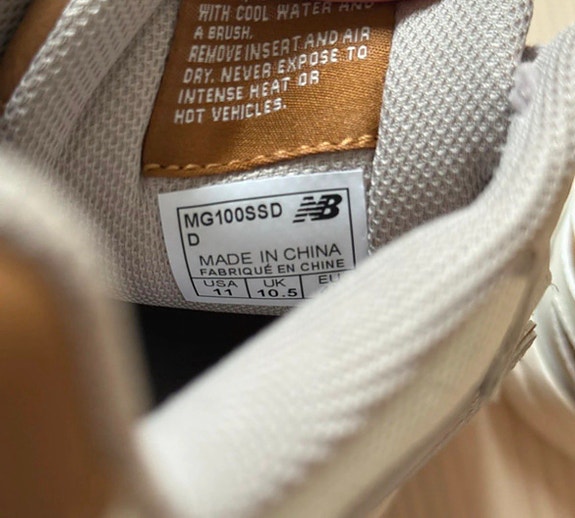 WITH COOL WATER AND
A BRUSH.
REMOVE INSERT AND AIR
DRY. NEVER EXPOSE TO
INTENSE HEAT OR
HOT VEHICLES.
MG100SSD NB
D
MADE IN CHINA
FABRIQUÉ EN CHINE
USA UK
11 10.5